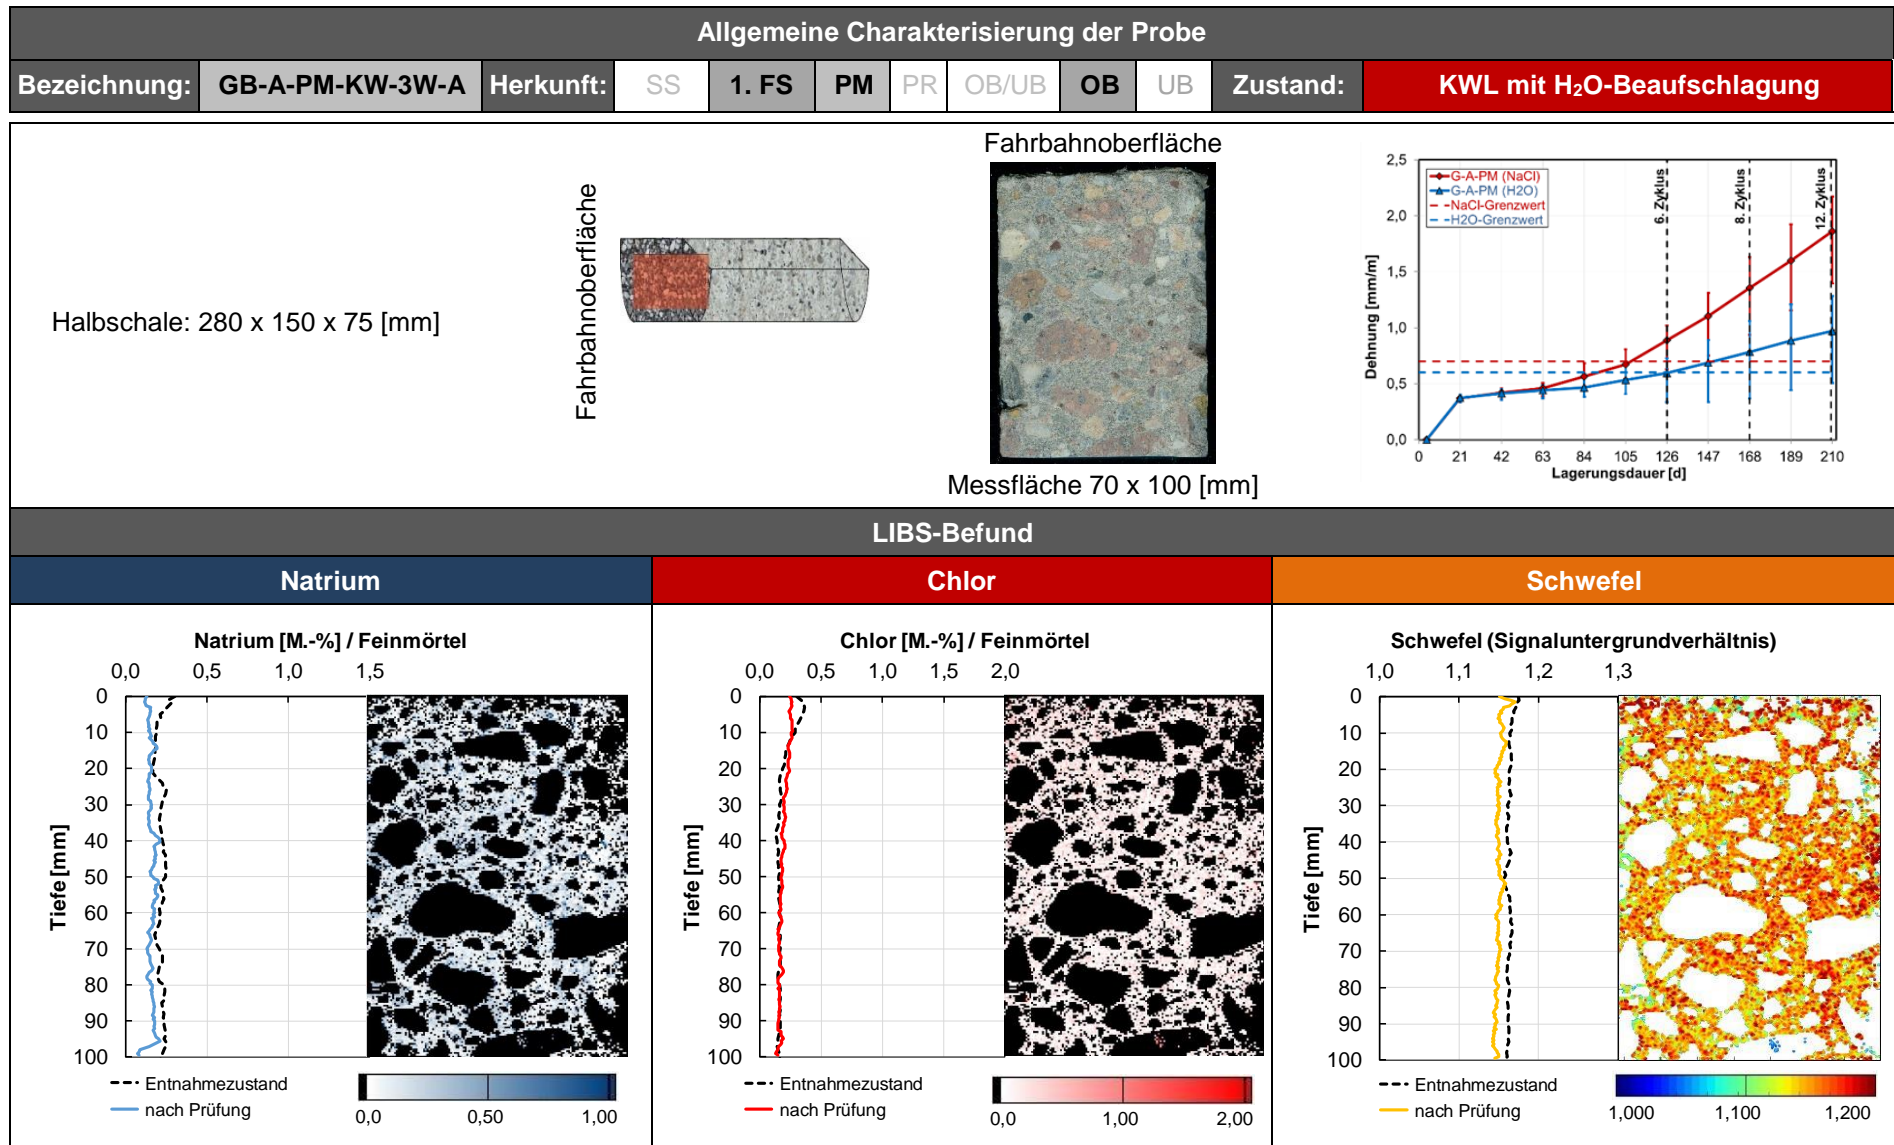 Allgemeine Charakterisierung der Probe
Bezeichnung: GB-A-PM-KW-3W-A Herkunft: SS 1. FS PM PR OB/UB OB UB Zustand: KWL mit H₂O-Beaufschlagung
Halbschale: 280 x 150 x 75 [mm]
Fahrbahnoberfläche
Fahrbahnoberfläche
Messfläche 70 x 100 [mm]
Dehnung [mm/m]
2,5
2,0
1,5
1,0
0,5
0,0
G-A-PM (NaCl)
G-A-PM (H2O)
NaCl-Grenzwert
H2O-Grenzwert
6. Zyklus
8. Zyklus
12. Zyklus
0 21 42 63 84 105 126 147 168 189 210
Lagerungsdauer [d]
LIBS-Befund
Natrium
Natrium [M.-%] / Feinmörtel
0,0 0,5 1,0 1,5
Tiefe [mm]
0
10
20
30
40
50
60
70
80
90
100
Entnahmezustand
nach Prüfung
0,0 0,50 1,00
Chlor
Chlor [M.-%] / Feinmörtel
0,0 0,5 1,0 1,5 2,0
Tiefe [mm]
0
10
20
30
40
50
60
70
80
90
100
Entnahmezustand
nach Prüfung
0,0 1,00 2,00
Schwefel
Schwefel (Signaluntergrundverhältnis)
1,0 1,1 1,2 1,3
Tiefe [mm]
0
10
20
30
40
50
60
70
80
90
100
Entnahmezustand
nach Prüfung
1,000 1,100 1,200